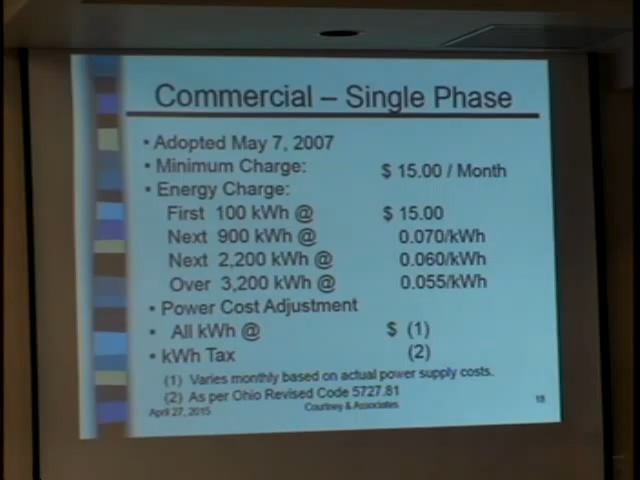 Commercial – Single Phase
• Adopted May 7, 2007
• Minimum Charge: $ 15.00 / Month
• Energy Charge:
First 100 kWh @ $ 15.00
Next 900 kWh @ 0.070/kWh
Next 2,200 kWh @ 0.060/kWh
Over 3,200 kWh @ 0.055/kWh
• Power Cost Adjustment
• All kWh @ $ (1)
• kWh Tax (2)
(1) Varies monthly based on actual power supply costs.
(2) As per Ohio Revised Code 5727.81
April 27, 2015 Courtney & Associates 18